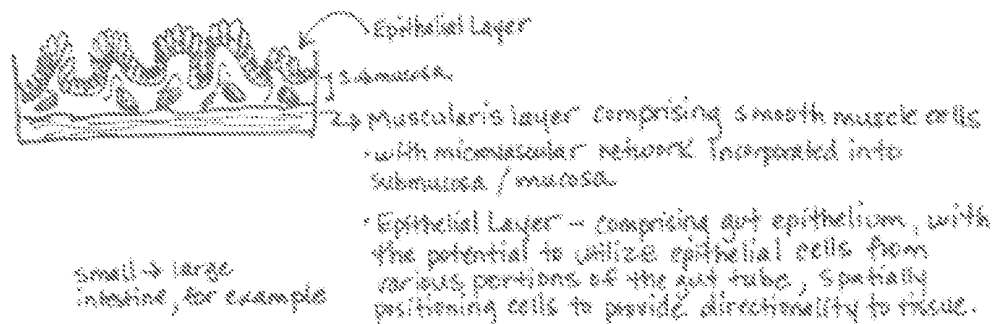 Epithelial Layer
Submucosa
Muscularis layer comprising smooth muscle cells
with microvascular network incorporated into
submucosa / mucosa
Epithelial Layer - comprising gut epithelium, with
the potential to utilize epithelial cells from
various portions of the gut tube, spatially
positioning cells to provide directionality to tissue.
small → large
intestine, for example